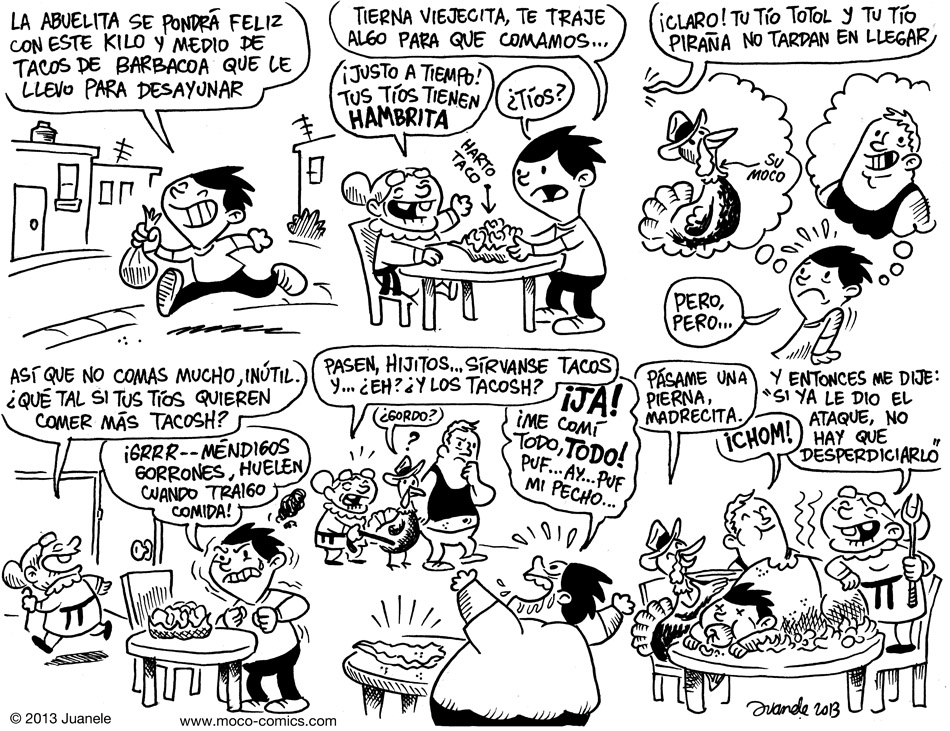 LA ABUELITA SE PONDRÁ FELIZ
CON ESTE KILO Y MEDIO DE
TACOS DE BARBACOA QUE LE
LLEVO PARA DESAYUNAR
TIERNA VIEJECITA, TE TRAJE
ALGO PARA QUE COMAMOS...
¡JUSTO A TIEMPO!
TUS TÍOS TIENEN
HAMBRITA
¿TÍOS?
HARTO
TACO
¡CLARO! TU TÍO TOTOL Y TU TÍO
PIRAÑA NO TARDAN EN LLEGAR
SU
MOCO
PERO,
PERO...
ASÍ QUE NO COMAS MUCHO, INÚTIL.
¿QUÉ TAL SI TUS TÍOS QUIEREN
COMER MÁS TACOSH?
¡GRRR-- MÉNDIGOS
GORRONES, HUELEN
CUANDO TRAIGO
COMIDA!
PASEN, HIJITOS... SÍRVANSE TACOS
Y... ¿EH? ¿Y LOS TACOSH?
¿GORDO?
?
¡JA!
¡ME COMÍ
TODO, TODO!
PUF... AY... PUF
MI PECHO...
PÁSAME UNA
PIERNA,
MADRECITA.
¡CHOM!
Y ENTONCES ME DIJE:
"SI YA LE DIO EL
ATAQUE, NO
HAY QUE
DESPERDICIARLO"
© 2013 Juanele
www.moco-comics.com
Juanele 2013